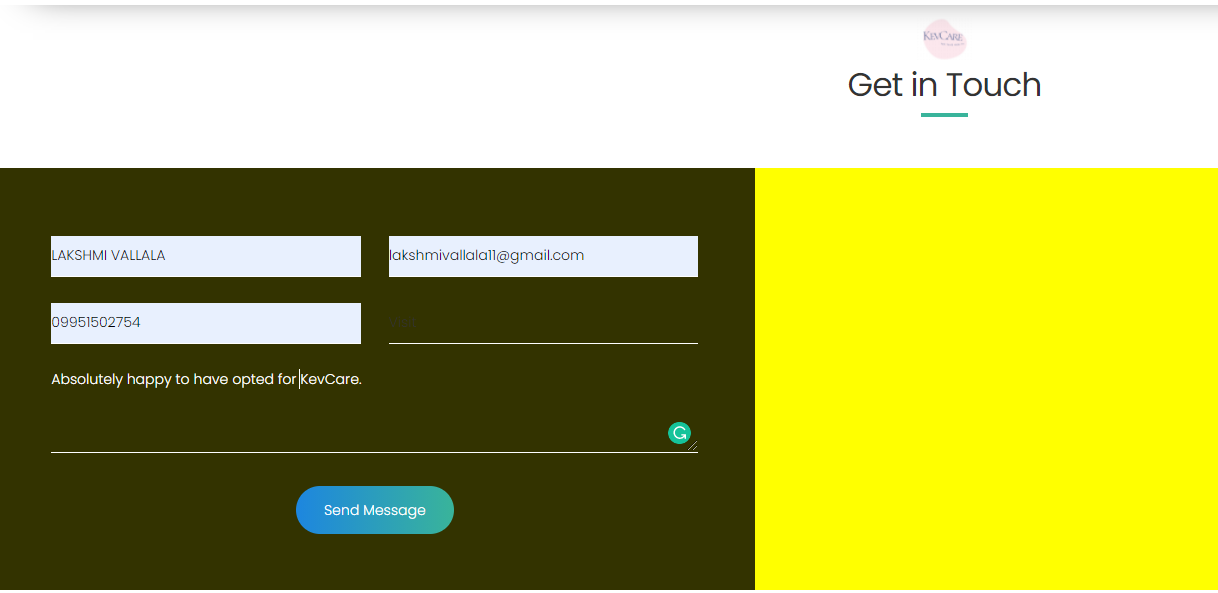 KEVCARE
Get in Touch
LAKSHMI VALLALA
lakshmivallala11@gmail.com
09951502754
Absolutely happy to have opted for KevCare.
Send Message